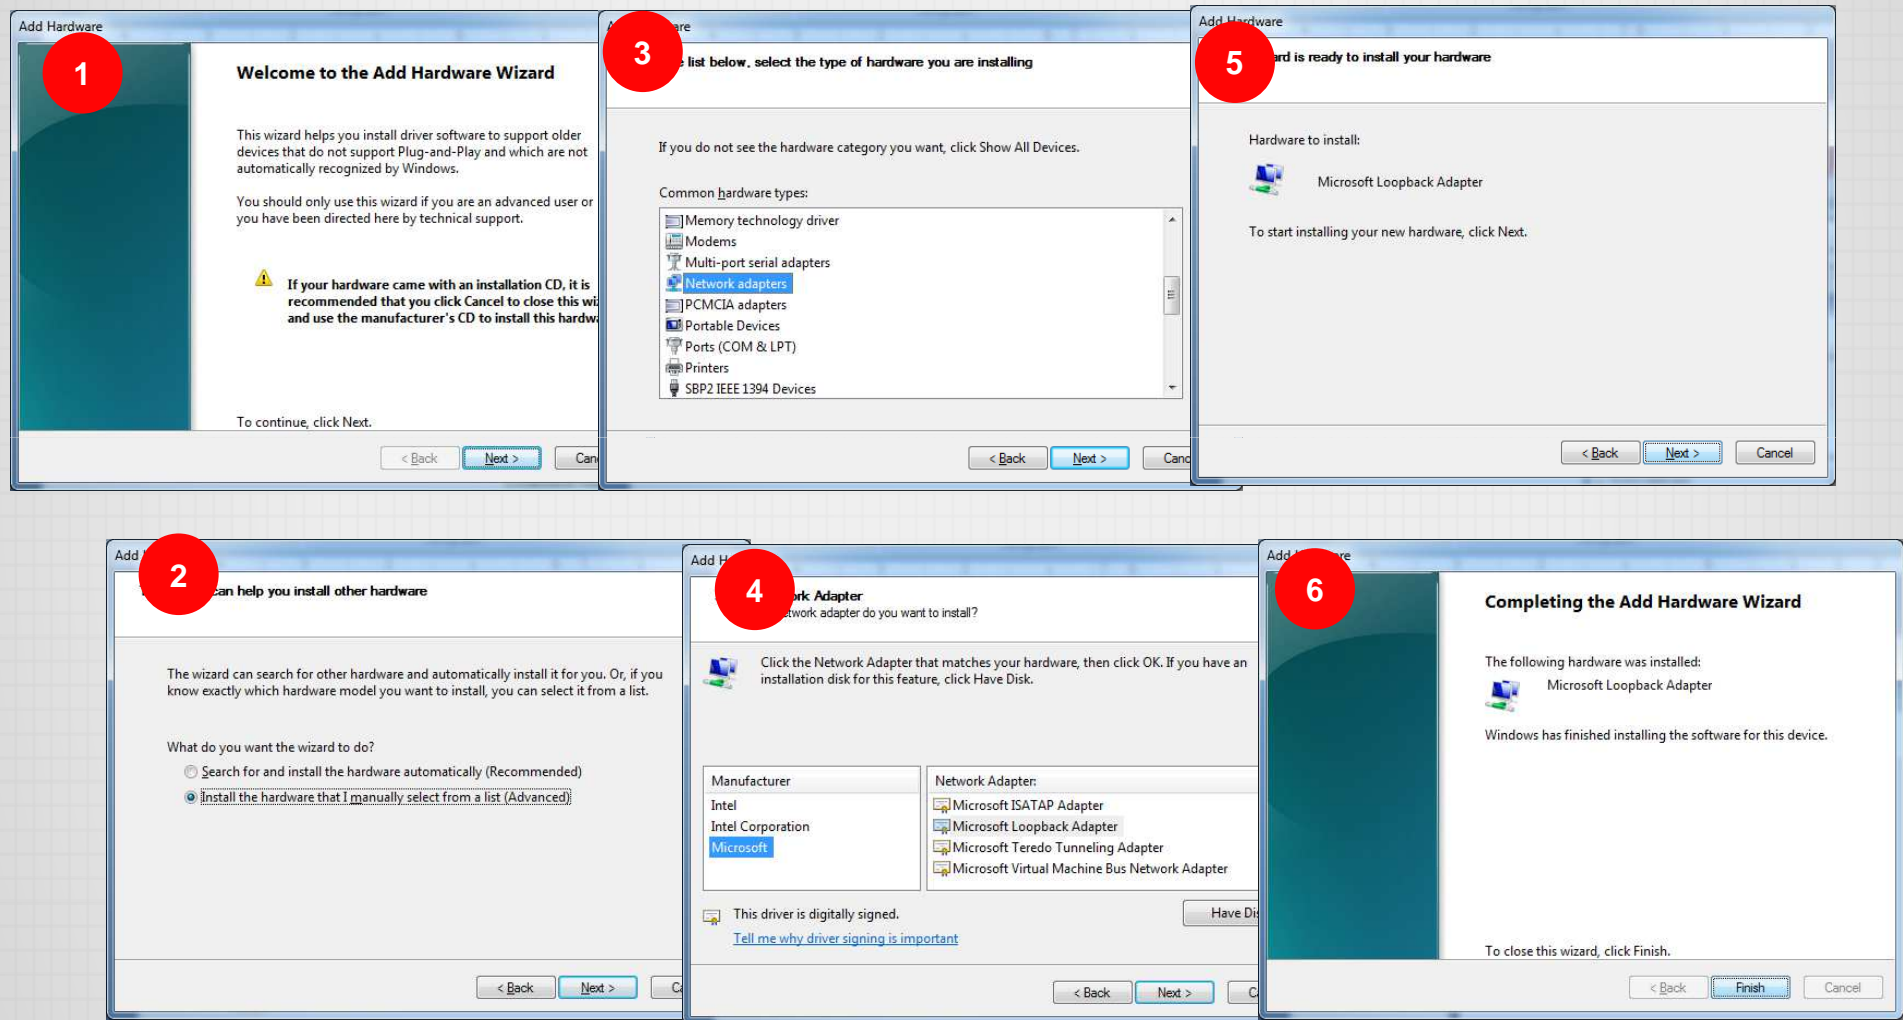 Add Hardware
1
Welcome to the Add Hardware Wizard
This wizard helps you install driver software to support older
devices that do not support Plug-and-Play and which are not
automatically recognized by Windows.
You should only use this wizard if you are an advanced user or
you have been directed here by technical support.
If your hardware came with an installation CD, it is
recommended that you click Cancel to close this
and use the manufacturer's CD to install this
To continue, click Next.
< Back
Next >
2
can help you install other hardware
The wizard can search for other hardware and automatically install it for you. Or, if you
know exactly which hardware model you want to install, you can select it from a list.
What do you want the wizard to do?
Search for and install the hardware automatically (Recommended)
Install the hardware that I manually select from a list (Advanced)
< Back
Next >
3
list below, select the type of hardware you are installing
If you do not see the hardware category you want, click Show All Devices.
Common hardware types:
Memory technology driver
Modems
Multi-port serial adapters
Network adapters
PCMCIA adapters
Portable Devices
Ports (COM & LPT)
Printers
SBP2 IEEE 1394 Devices
< Back
Next >
Add
4
Adapter
network adapter do you want to install?
Click the Network Adapter that matches your hardware, then click OK. If you have an
installation disk for this feature, click Have Disk.
Manufacturer
Intel
Intel Corporation
Microsoft
Network Adapter:
Microsoft ISATAP Adapter
Microsoft Loopback Adapter
Microsoft Teredo Tunneling Adapter
Microsoft Virtual Machine Bus Network Adapter
This driver is digitally signed.
Tell me why driver signing is important
Have
< Back
Next >
Add Hardware
5
is ready to install your hardware
Hardware to install:
Microsoft Loopback Adapter
To start installing your new hardware, click Next.
< Back
Next >
Cancel
Add
6
Completing the Add Hardware Wizard
The following hardware was installed:
Microsoft Loopback Adapter
Windows has finished installing the software for this device.
To close this wizard, click Finish.
< Back
Finish
Cancel